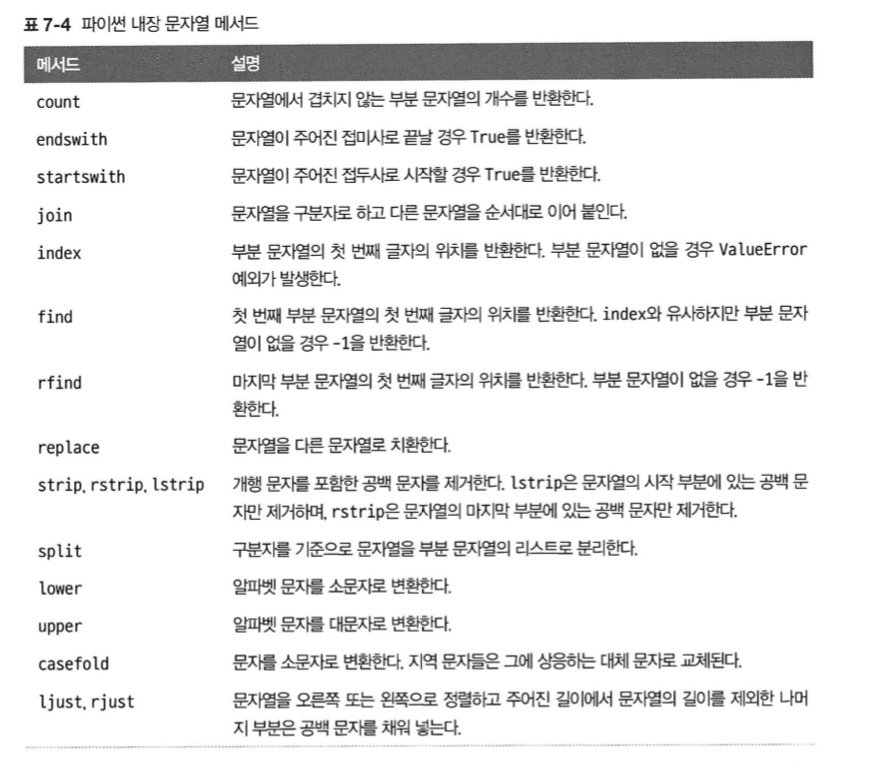 표 7-4 파이썬 내장 문자열 메서드
메서드 설명
count 문자열에서 겹치지 않는 부분 문자열의 개수를 반환한다.
endswith 문자열이 주어진 접미사로 끝날 경우 True를 반환한다.
startswith 문자열이 주어진 접두사로 시작할 경우 True를 반환한다.
join 문자열을 구분자로 하고 다른 문자열을 순서대로 이어 붙인다.
index 부분 문자열의 첫 번째 글자의 위치를 반환한다. 부분 문자열이 없을 경우 ValueError
예외가 발생한다.
find 첫 번째 부분 문자열의 첫 번째 글자의 위치를 반환한다. index와 유사하지만 부분 문자
열이 없을 경우 -1을 반환한다.
rfind 마지막 부분 문자열의 첫 번째 글자의 위치를 반환한다. 부분 문자열이 없을 경우 -1을 반
환한다.
replace 문자열을 다른 문자열로 치환한다.
strip, rstrip, lstrip 개행 문자를 포함한 공백 문자를 제거한다. lstrip은 문자열의 시작 부분에 있는 공백 문
자만 제거하며, rstrip은 문자열의 마지막 부분에 있는 공백 문자만 제거한다.
split 구분자를 기준으로 문자열을 부분 문자열의 리스트로 분리한다.
lower 알파벳 문자를 소문자로 변환한다.
upper 알파벳 문자를 대문자로 변환한다.
casefold 문자를 소문자로 변환한다. 지역 문자들은 그에 상응하는 대체 문자로 교체된다.
ljust, rjust 문자열을 오른쪽 또는 왼쪽으로 정렬하고 주어진 길이에서 문자열의 길이를 제외한 나머
지 부분은 공백 문자를 채워 넣는다.